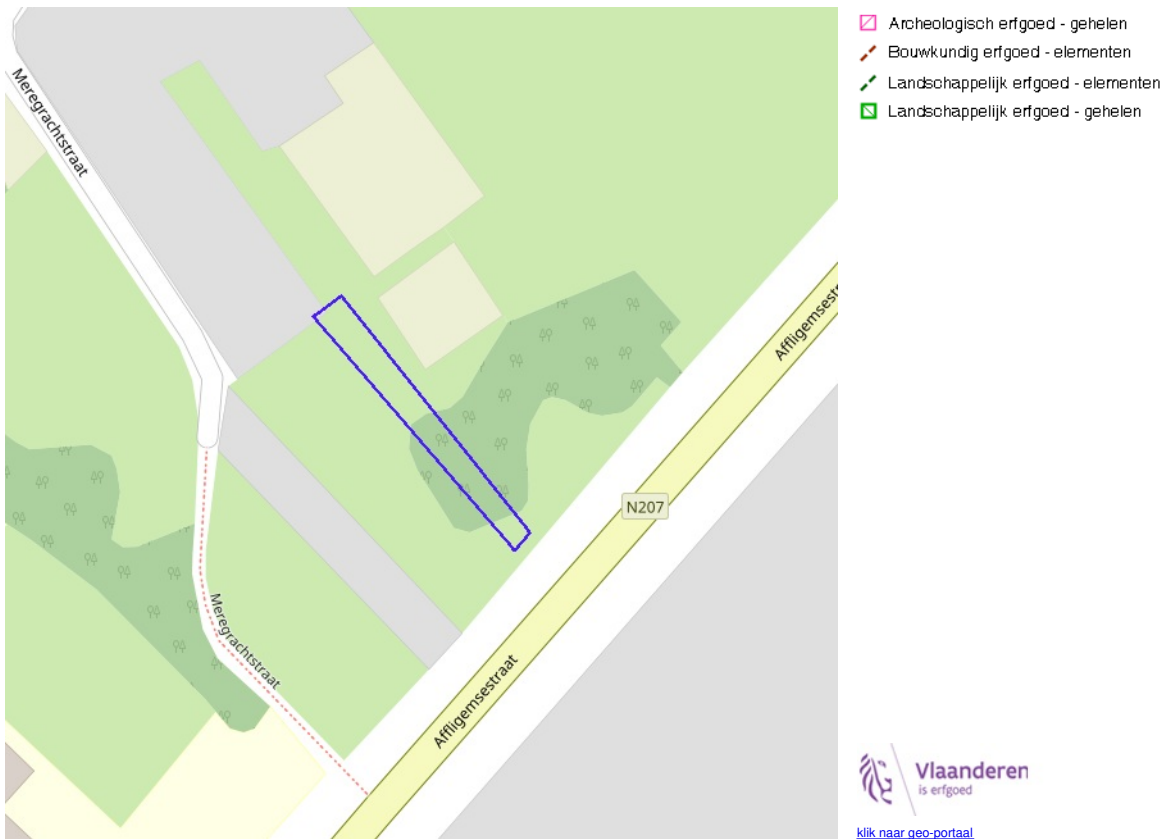 Archeologisch erfgoed - gehelen
Bouwkundig erfgoed - elementen
Landschappelijk erfgoed - elementen
Landschappelijk erfgoed - gehelen
Meregrachtstraat
Affligemsestr
N207
Meregrachtstraat
Affligemsestraat
Vlaanderen
is erfgoed
klik naar geo-portaal